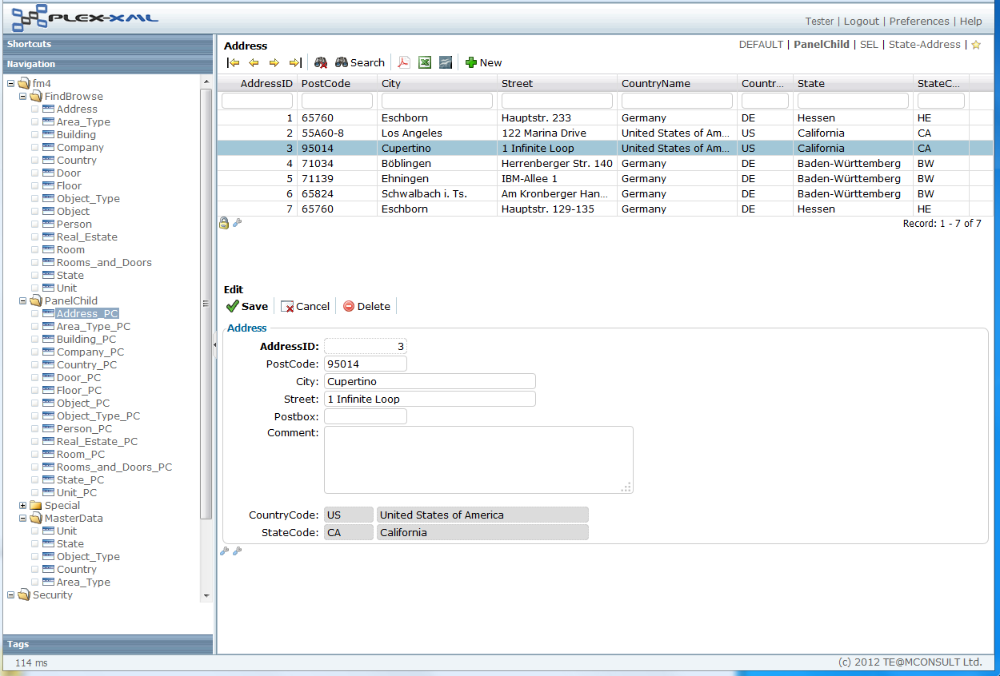 PLEX-XML
Tester | Logout | Preferences | Help
Shortcuts
Navigation
fm4
FindBrowse
Address
Area_Type
Building
Company
Country
Door
Floor
Object_Type
Object
Person
Real_Estate
Room
Rooms_and_Doors
State
Unit
PanelChild
Address_PC
Area_Type_PC
Building_PC
Company_PC
Country_PC
Door_PC
Floor_PC
Object_PC
Object_Type_PC
Person_PC
Real_Estate_PC
Room_PC
Rooms_and_Doors_PC
State_PC
Unit_PC
Special
MasterData
Unit
State
Object_Type
Country
Area_Type
Security
Tags
Address
DEFAULT | PanelChild | SEL | State-Address |
Search New
AddressID PostCode City Street CountryName Countr... State StateC...
1 65760 Eschborn Hauptstr. 233 Germany DE Hessen HE
2 55A60-8 Los Angeles 122 Marina Drive United States of Am... US California CA
3 95014 Cupertino 1 Infinite Loop United States of Am... US California CA
4 71034 Böblingen Herrenberger Str. 140 Germany DE Baden-Württemberg BW
5 71139 Ehningen IBM-Allee 1 Germany DE Baden-Württemberg BW
6 65824 Schwalbach i. Ts. Am Kronberger Han... Germany DE Baden-Württemberg BW
7 65760 Eschborn Hauptstr. 129-135 Germany DE Hessen HE
Record: 1 - 7 of 7
Edit
Save Cancel Delete
Address
AddressID: 3
PostCode: 95014
City: Cupertino
Street: 1 Infinite Loop
Postbox:
Comment:
CountryCode: US United States of America
StateCode: CA California
114 ms
(c) 2012 TE@MCONSULT Ltd.